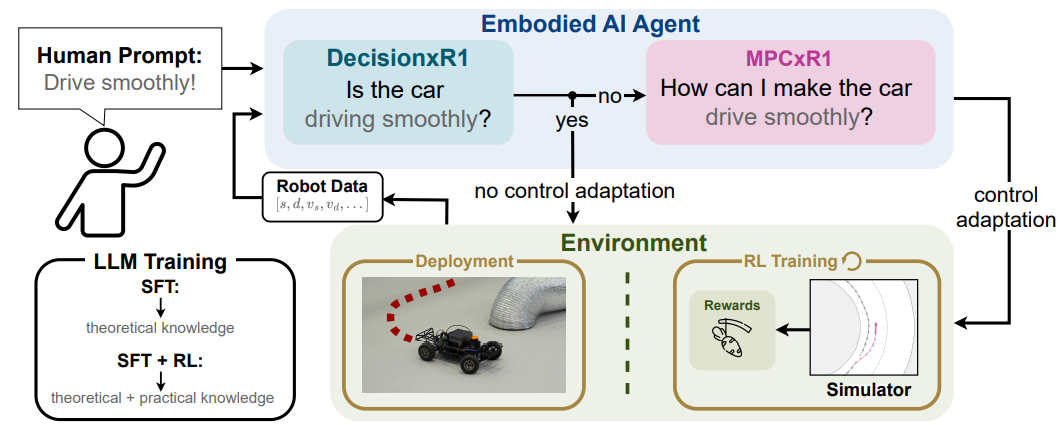 Embodied AI Agent
Human Prompt:
Drive smoothly!
DecisionxR1
Is the car
driving smoothly?
no
yes
MPCxR1
How can I make the car
drive smoothly?
no control adaptation
control
adaptation
Robot Data
[s, d, vₛ, v_d, . . . ]
Environment
Deployment
RL Training
Rewards
Simulator
LLM Training
SFT:
theoretical knowledge
SFT + RL:
theoretical + practical knowledge